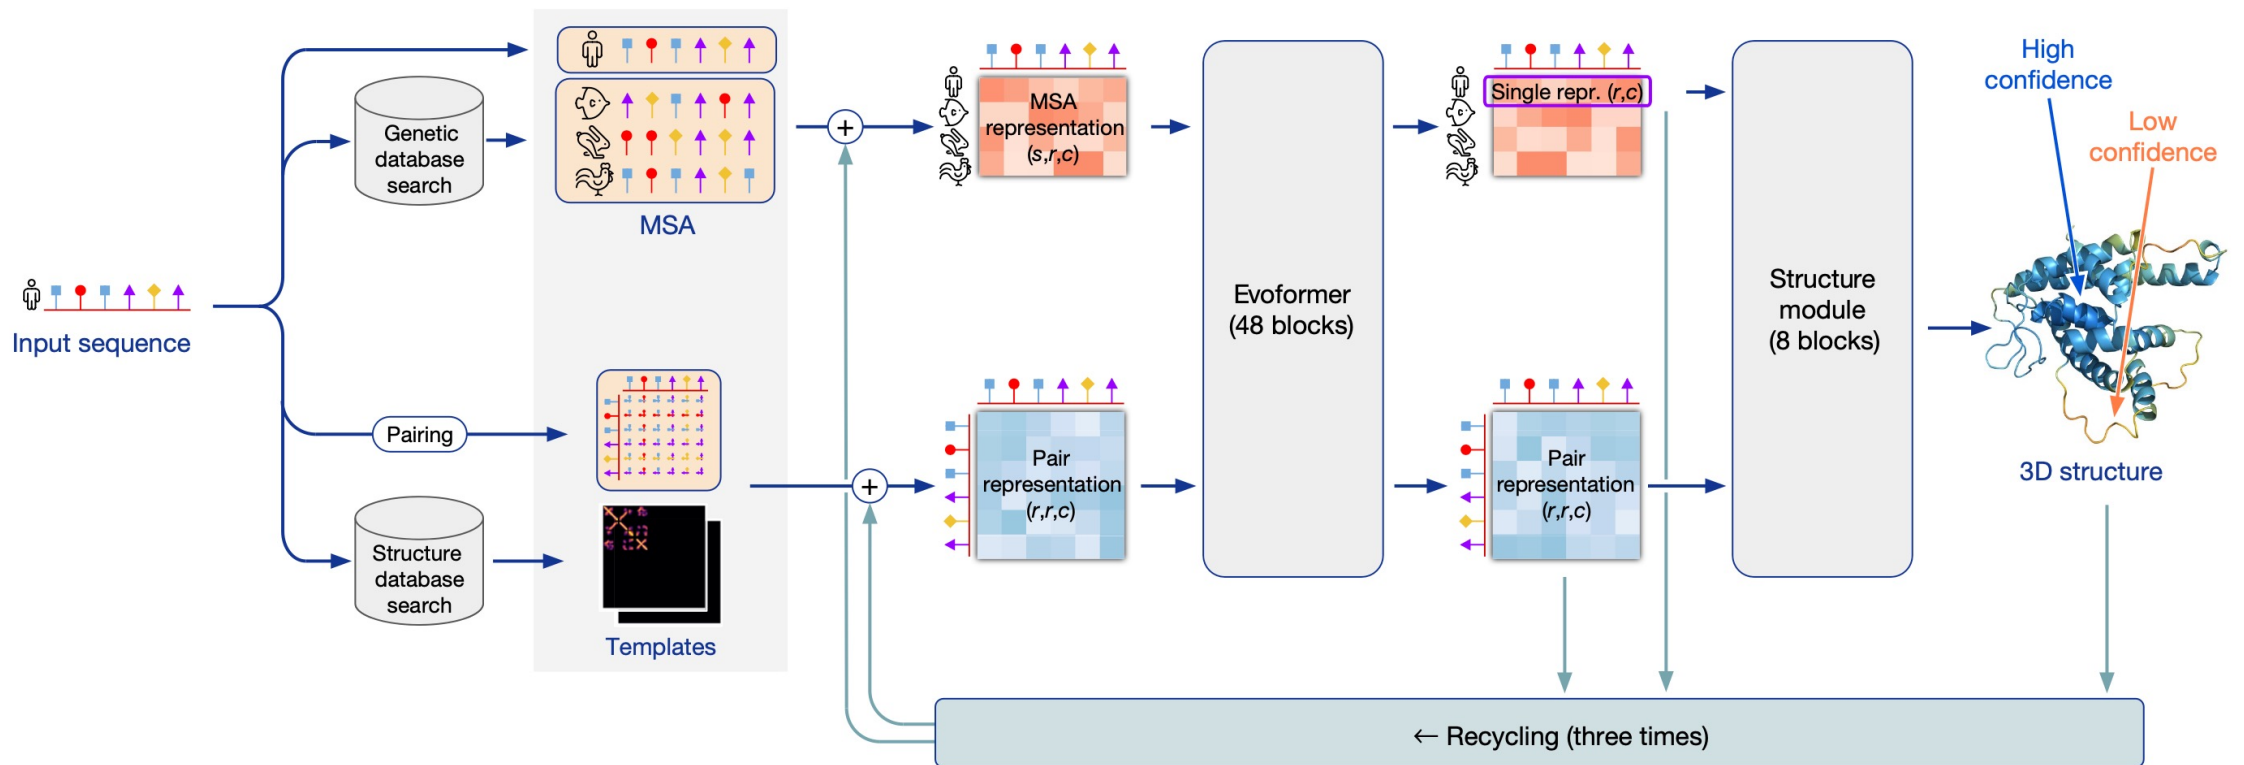 Input sequence
Genetic
database
search
MSA
Pairing
Structure
database
search
Templates
+
+
MSA
representation
(s,r,c)
Pair
representation
(r,r,c)
Evoformer
(48 blocks)
Single repr. (r,c)
Pair
representation
(r,r,c)
Structure
module
(8 blocks)
High
confidence
Low
confidence
3D structure
← Recycling (three times)